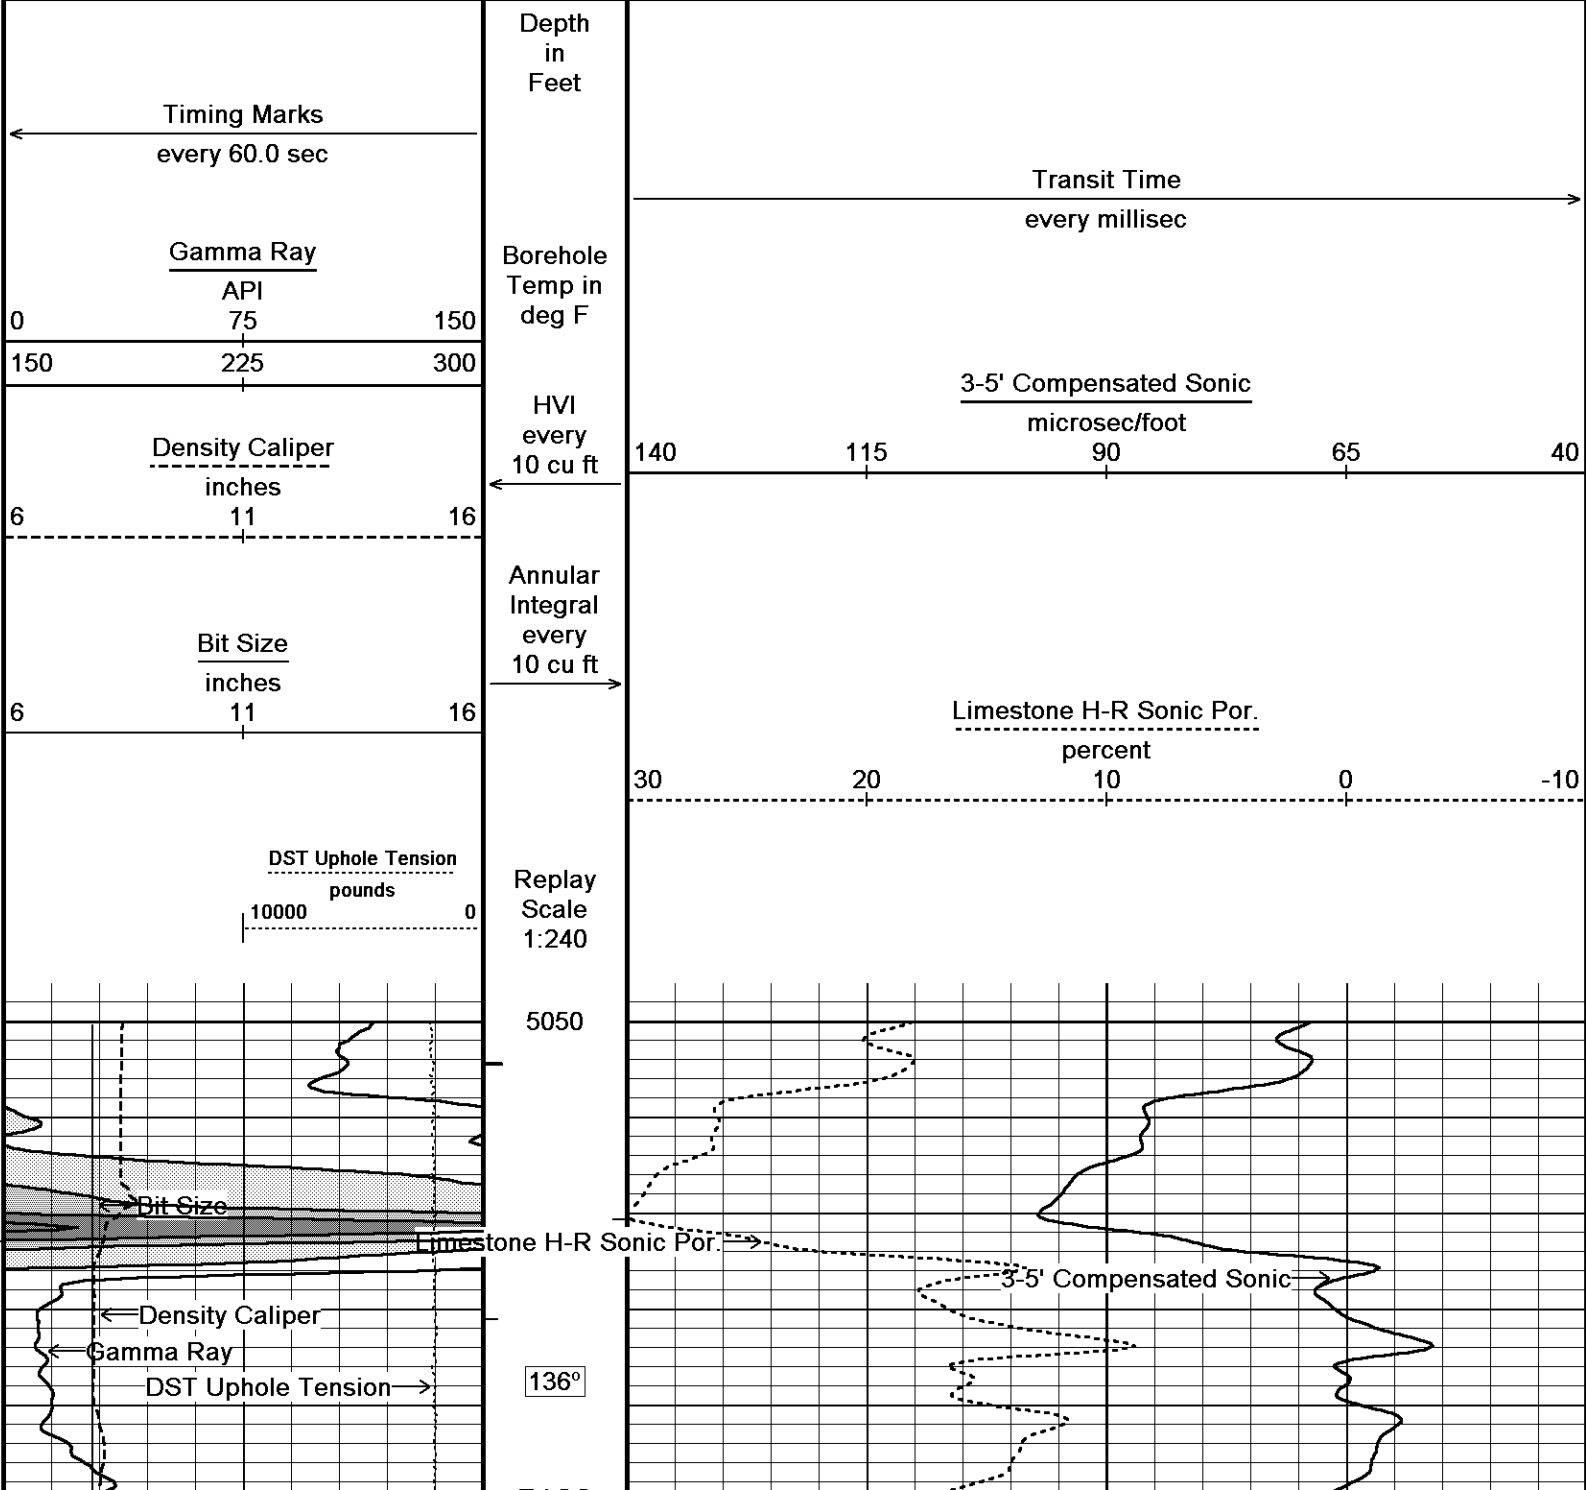 Timing Marks
every 60.0 sec
Gamma Ray
API
0 75 150
150 225 300
Density Caliper
inches
6 11 16
Bit Size
inches
6 11 16
DST Uphole Tension
pounds
10000 0
Depth
in
Feet
Borehole
Temp in
deg F
HVI
every
10 cu ft
Annular
Integral
every
10 cu ft
Replay
Scale
1:240
Transit Time
every millisec
3-5' Compensated Sonic
microsec/foot
140 115 90 65 40
Limestone H-R Sonic Por.
percent
30 20 10 0 -10
5050
Bit Size
Limestone H-R Sonic Por.
3-5' Compensated Sonic
Density Caliper
Gamma Ray
DST Uphole Tension
136º